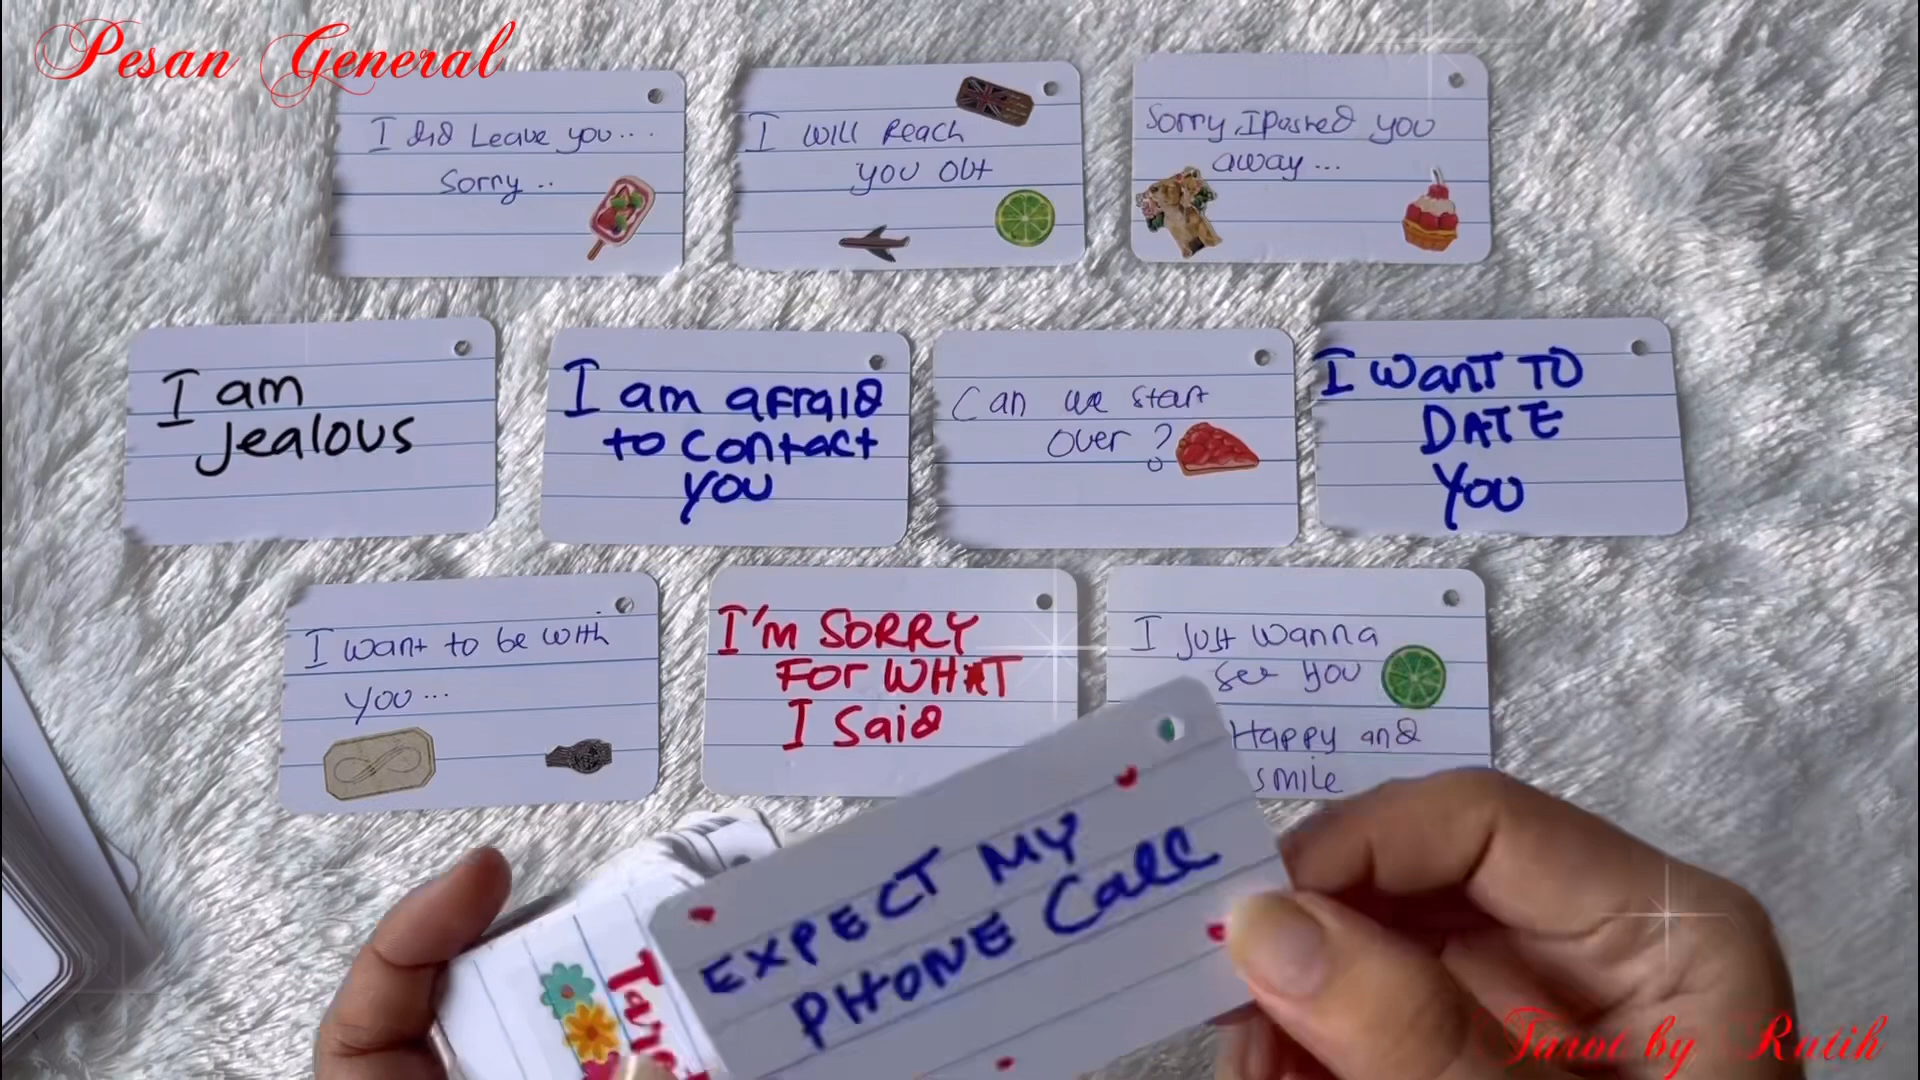 Pesan General
I did Leave you....
Sorry..
I will Reach
you out
Sorry, I pushed you
away...
I am
jealous
I am afraid
to contact
you
Can we start
over ?
I want TO
DATE
You
I want to be with
you...
I'm SORRY
FOR WHAT
I Said
I just wanna
see you
Happy and
smile
EXPECT MY
PHONE Call
Tarot by Ratih